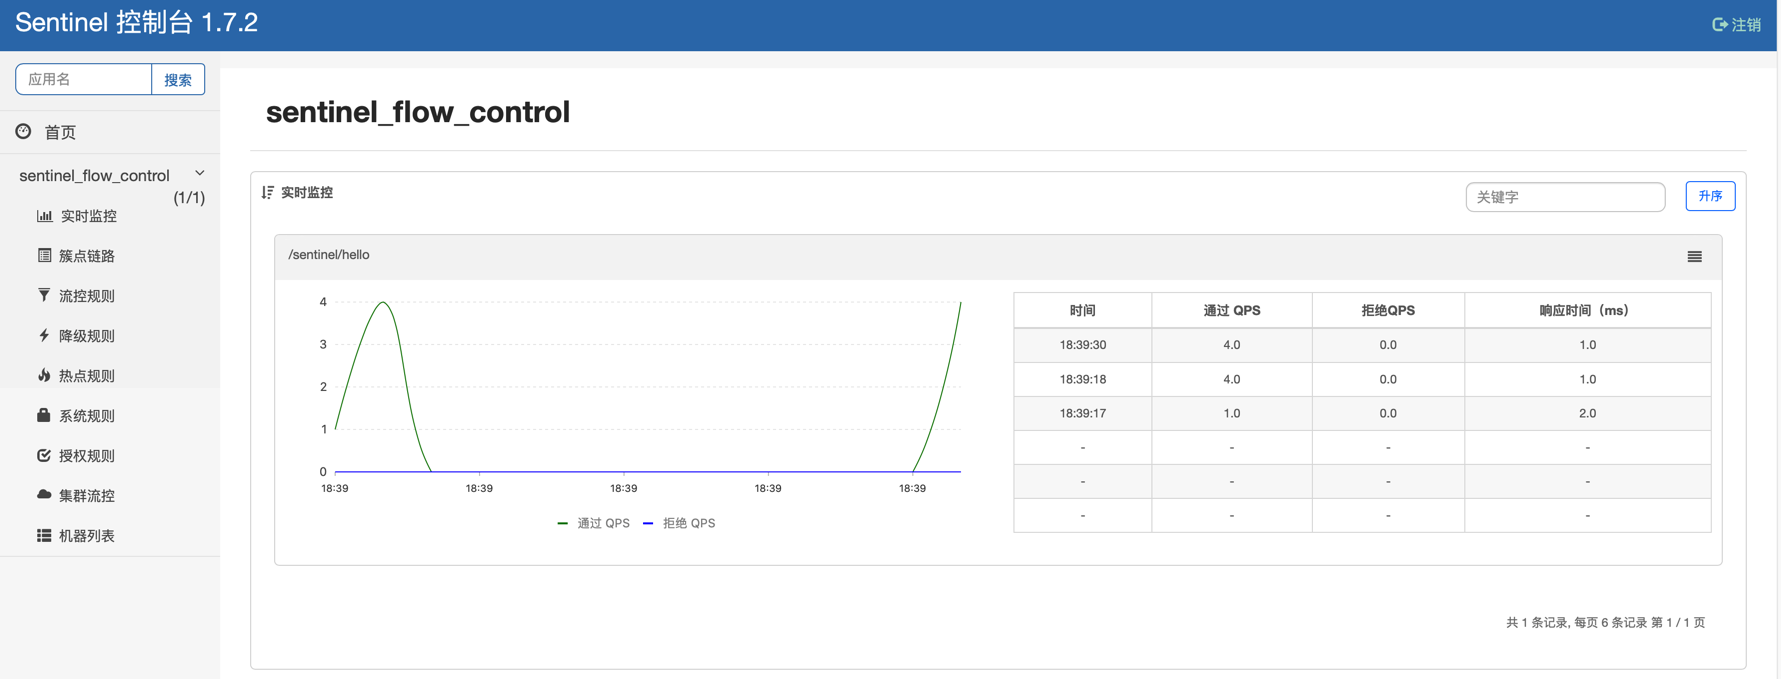 Sentinel 控制台 1.7.2
注销
应用名
搜索
首页
sentinel_flow_control
(1/1)
实时监控
簇点链路
流控规则
降级规则
热点规则
系统规则
授权规则
集群流控
机器列表
sentinel_flow_control
实时监控
关键字
升序
/sentinel/hello
4
3
2
1
0
18:39 18:39 18:39 18:39 18:39
通过 QPS 拒绝 QPS
时间 通过 QPS 拒绝QPS 响应时间（ms）
18:39:30 4.0 0.0 1.0
18:39:18 4.0 0.0 1.0
18:39:17 1.0 0.0 2.0
- - - -
- - - -
- - - -
共 1 条记录, 每页 6 条记录 第 1 / 1 页